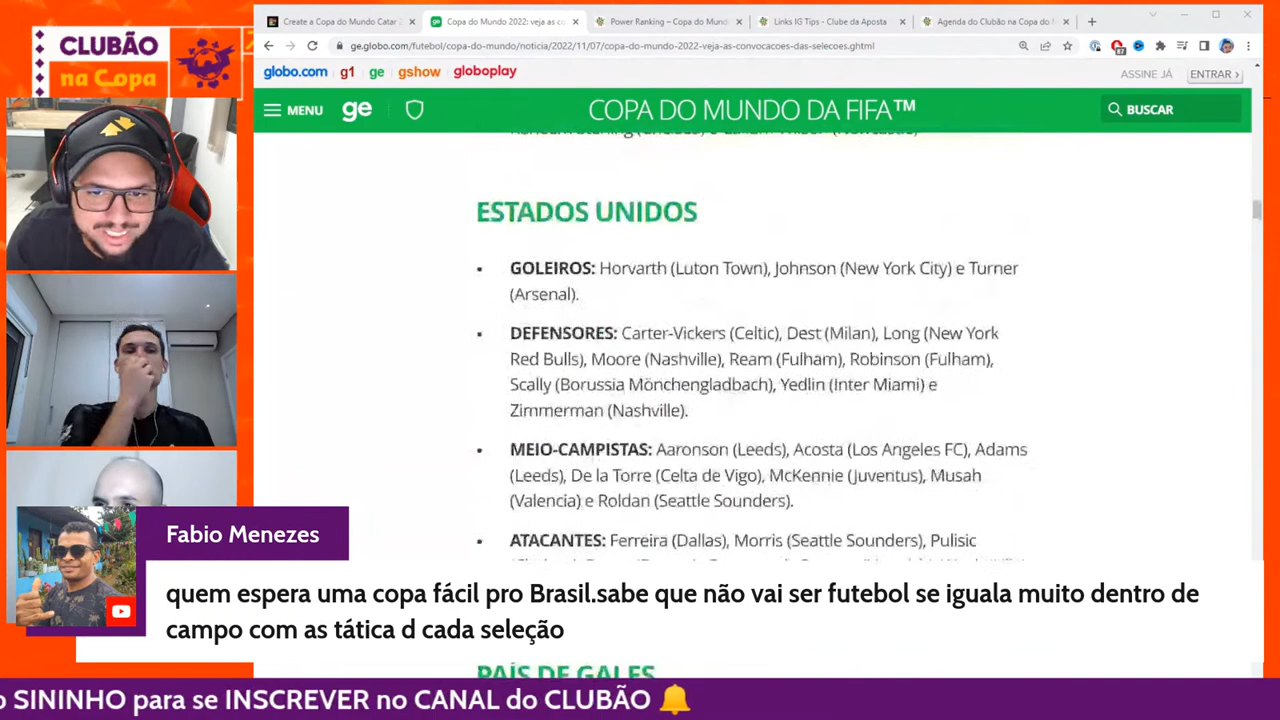 CLUBÃO
na Copa
Create a Copa do Mundo Catar
Copa do Mundo 2022: veja as co
Power Ranking – Copa do Mund
Links IG Tips - Clube da Aposta
Agenda do Clubão na Copa do
ge.globo.com/futebol/copa-do-mundo/noticia/2022/11/07/copa-do-mundo-2022-veja-as-convocacoes-das-selecoes.ghtml
globo.com g1 ge gshow globoplay
ASSINE JÁ ENTRAR ›
MENU ge COPA DO MUNDO DA FIFA™ BUSCAR
ESTADOS UNIDOS
▪ GOLEIROS: Horvarth (Luton Town), Johnson (New York City) e Turner
(Arsenal).
▪ DEFENSORES: Carter-Vickers (Celtic), Dest (Milan), Long (New York
Red Bulls), Moore (Nashville), Ream (Fulham), Robinson (Fulham),
Scally (Borussia Mönchengladbach), Yedlin (Inter Miami) e
Zimmerman (Nashville).
▪ MEIO-CAMPISTAS: Aaronson (Leeds), Acosta (Los Angeles FC), Adams
(Leeds), De la Torre (Celta de Vigo), McKennie (Juventus), Musah
(Valencia) e Roldan (Seattle Sounders).
▪ ATACANTES: Ferreira (Dallas), Morris (Seattle Sounders), Pulisic
Fabio Menezes
quem espera uma copa fácil pro Brasil.sabe que não vai ser futebol se iguala muito dentro de
campo com as tática d cada seleção
PAÍS DE GALES
o SININHO para se INSCREVER no CANAL do CLUBÃO 🔔